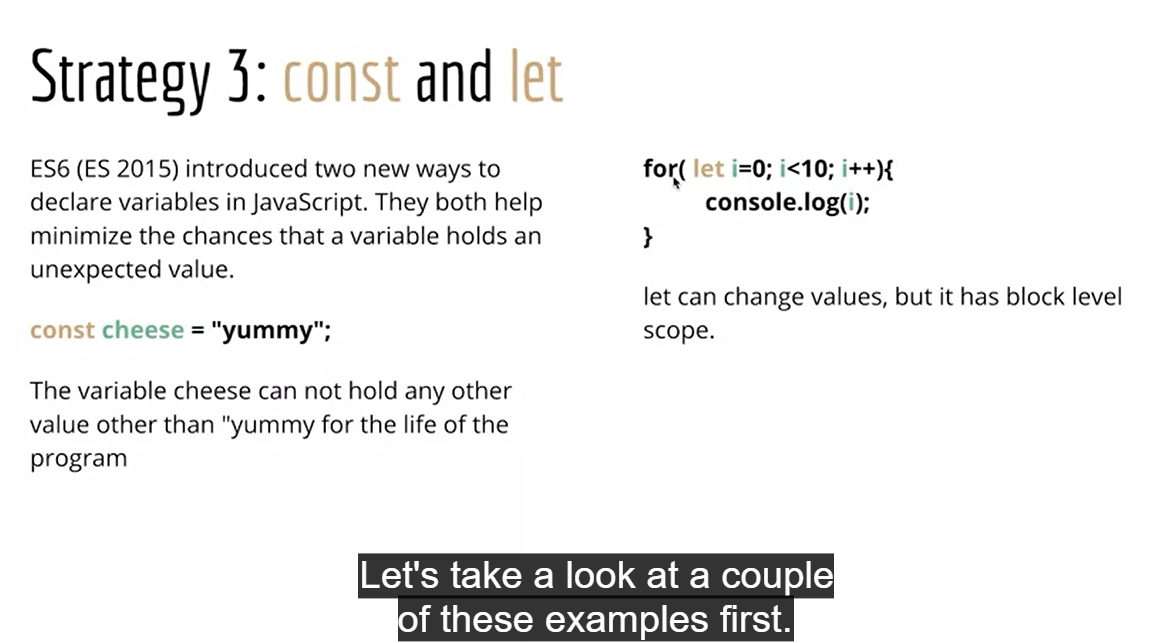 Strategy 3: const and let
ES6 (ES 2015) introduced two new ways to
declare variables in JavaScript. They both help
minimize the chances that a variable holds an
unexpected value.
const cheese = "yummy";
The variable cheese can not hold any other
value other than "yummy for the life of the
program
for( let i=0; i<10; i++){
console.log(i);
}
let can change values, but it has block level
scope.
Let's take a look at a couple
of these examples first.